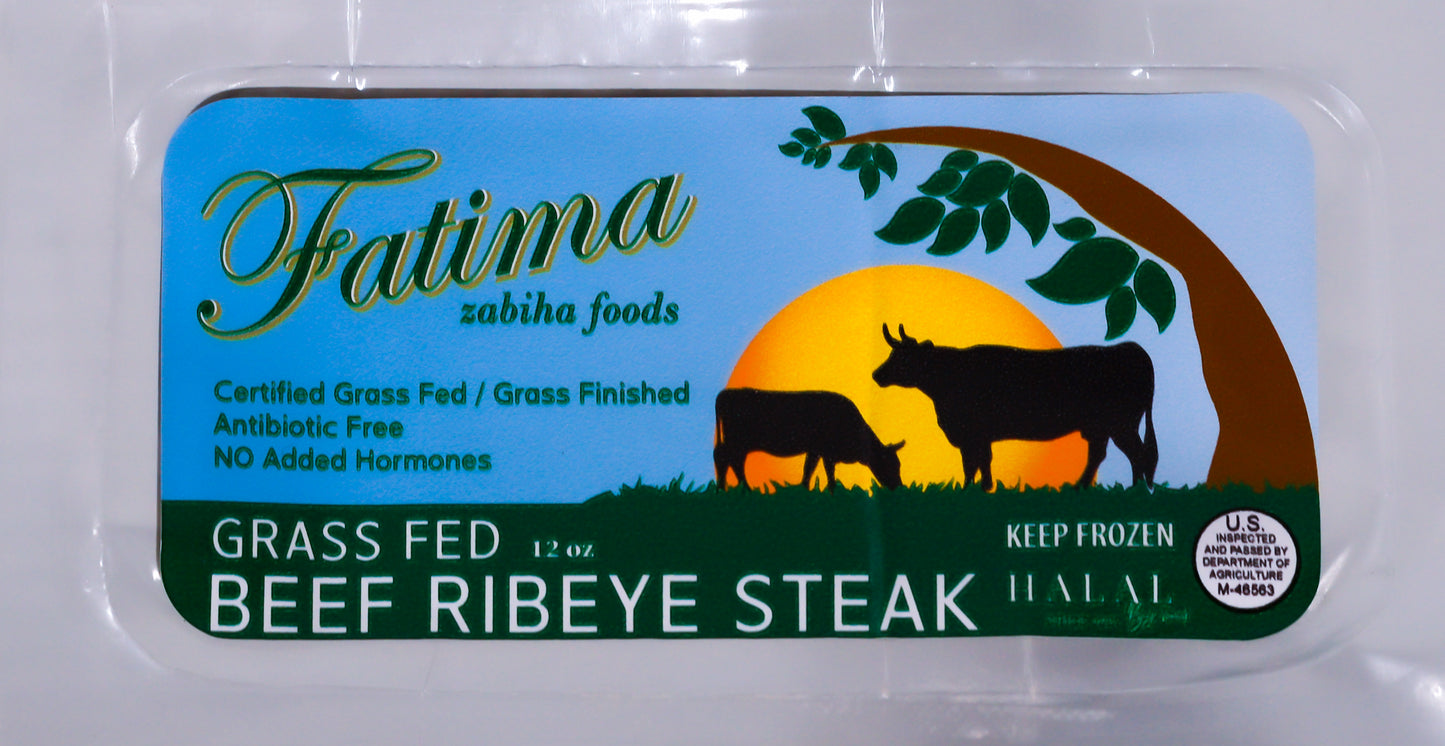 Fatima
zabiha foods
Certified Grass Fed / Grass Finished
Antibiotic Free
NO Added Hormones
GRASS FED 12 oz
BEEF RIBEYE STEAK
KEEP FROZEN
HALAL
U.S.
INSPECTED
AND PASSED BY
DEPARTMENT OF
AGRICULTURE
M-46563